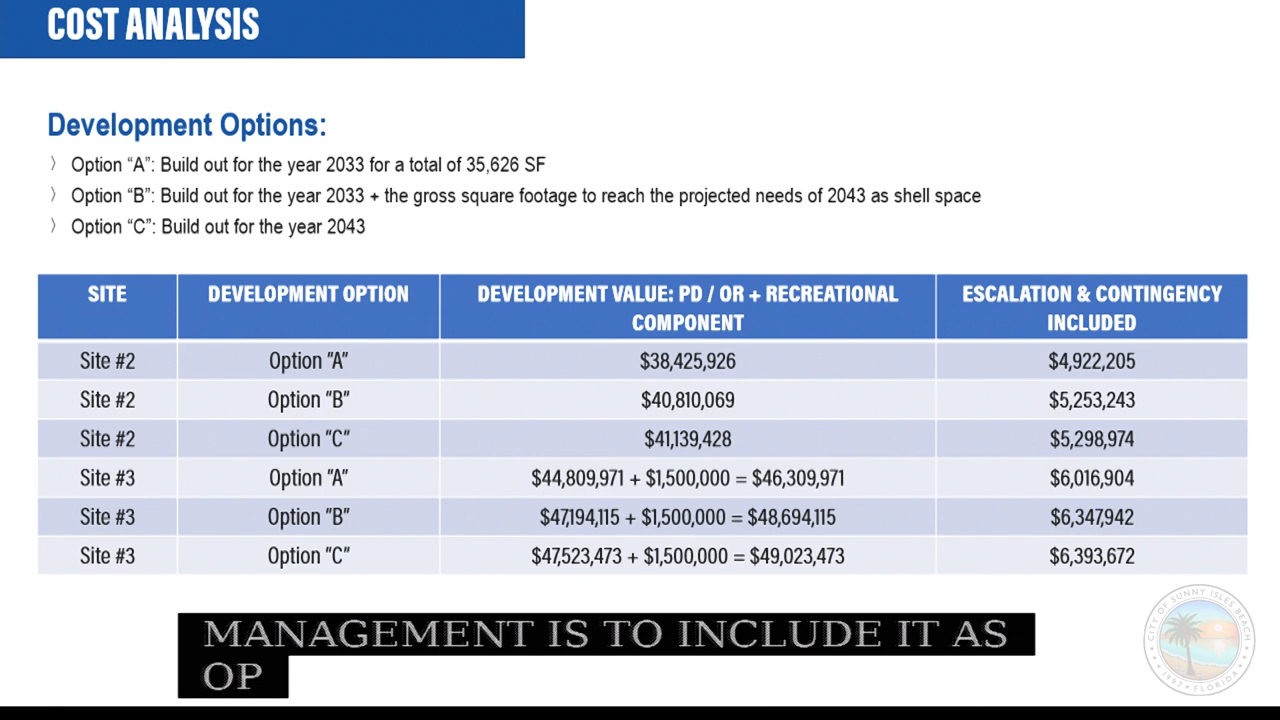 COST ANALYSIS
Development Options:
〉 Option “A”: Build out for the year 2033 for a total of 35,626 SF
〉 Option “B”: Build out for the year 2033 + the gross square footage to reach the projected needs of 2043 as shell space
〉 Option “C”: Build out for the year 2043
SITE DEVELOPMENT OPTION DEVELOPMENT VALUE: PD / OR + RECREATIONAL COMPONENT ESCALATION & CONTINGENCY INCLUDED
Site #2 Option "A" $38,425,926 $4,922,205
Site #2 Option "B" $40,810,069 $5,253,243
Site #2 Option "C" $41,139,428 $5,298,974
Site #3 Option "A" $44,809,971 + $1,500,000 = $46,309,971 $6,016,904
Site #3 Option "B" $47,194,115 + $1,500,000 = $48,694,115 $6,347,942
Site #3 Option "C" $47,523,473 + $1,500,000 = $49,023,473 $6,393,672
MANAGEMENT IS TO INCLUDE IT AS
OP
CITY OF SUNNY ISLES BEACH
1997 • FLORIDA